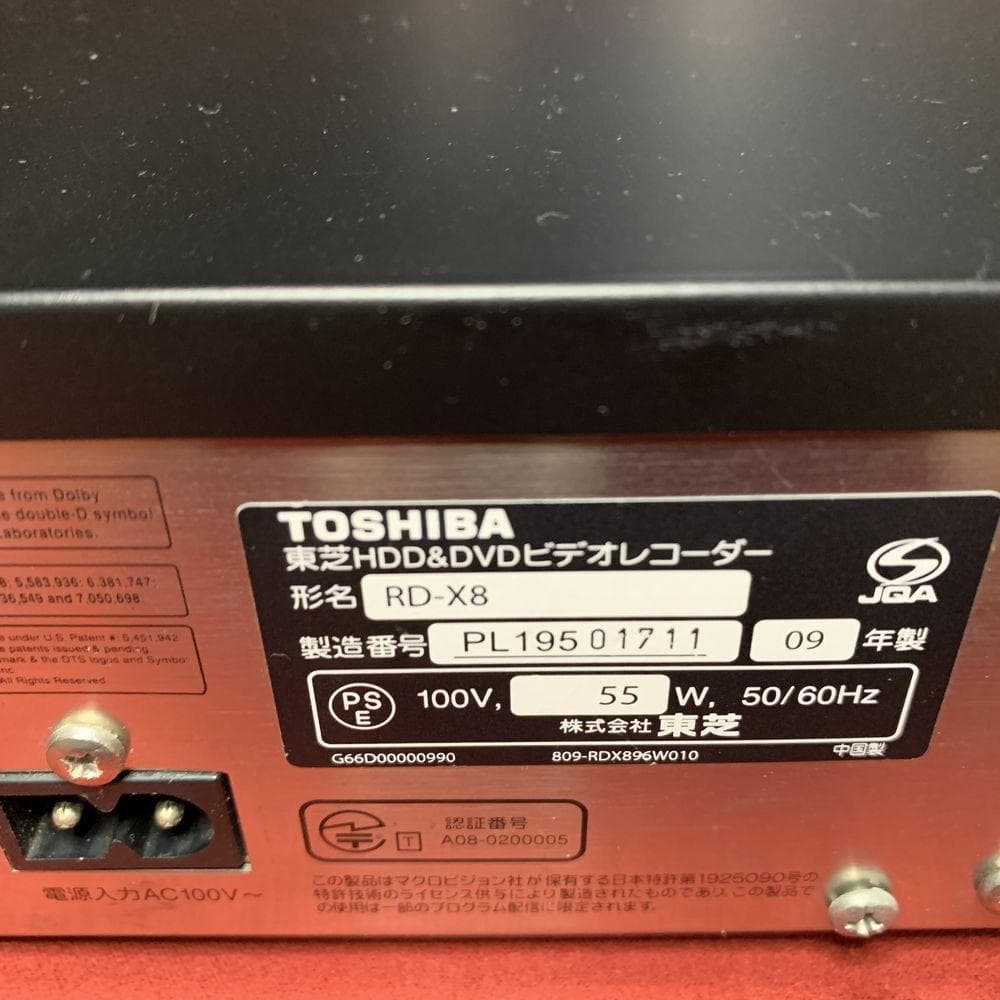 from Dolby
double-D symbol
Laboratories.
5,583,936; 6,381,747;
36,549 and 7,050,698
under U.S. Patent #: 5,451,942
patents issued & pending.
mark & the DTS logos and Symbol
All Rights Reserved
TOSHIBA
東芝HDD&DVDビデオレコーダー
形名 RD-X8
JQA
製造番号 PL19501711 09 年製
PSE 100V, 55 W, 50/60Hz
株式会社 東芝
G66D00000990 809-RDX896W010 中国製
認証番号
T A08-0200005
電源入力AC100V～
この製品はマクロビジョン社が保有する日本特許第1925090号の
特許技術のライセンス供与により製造されたものであり、この製品で
の使用は一部のプログラム配信に限定されます。